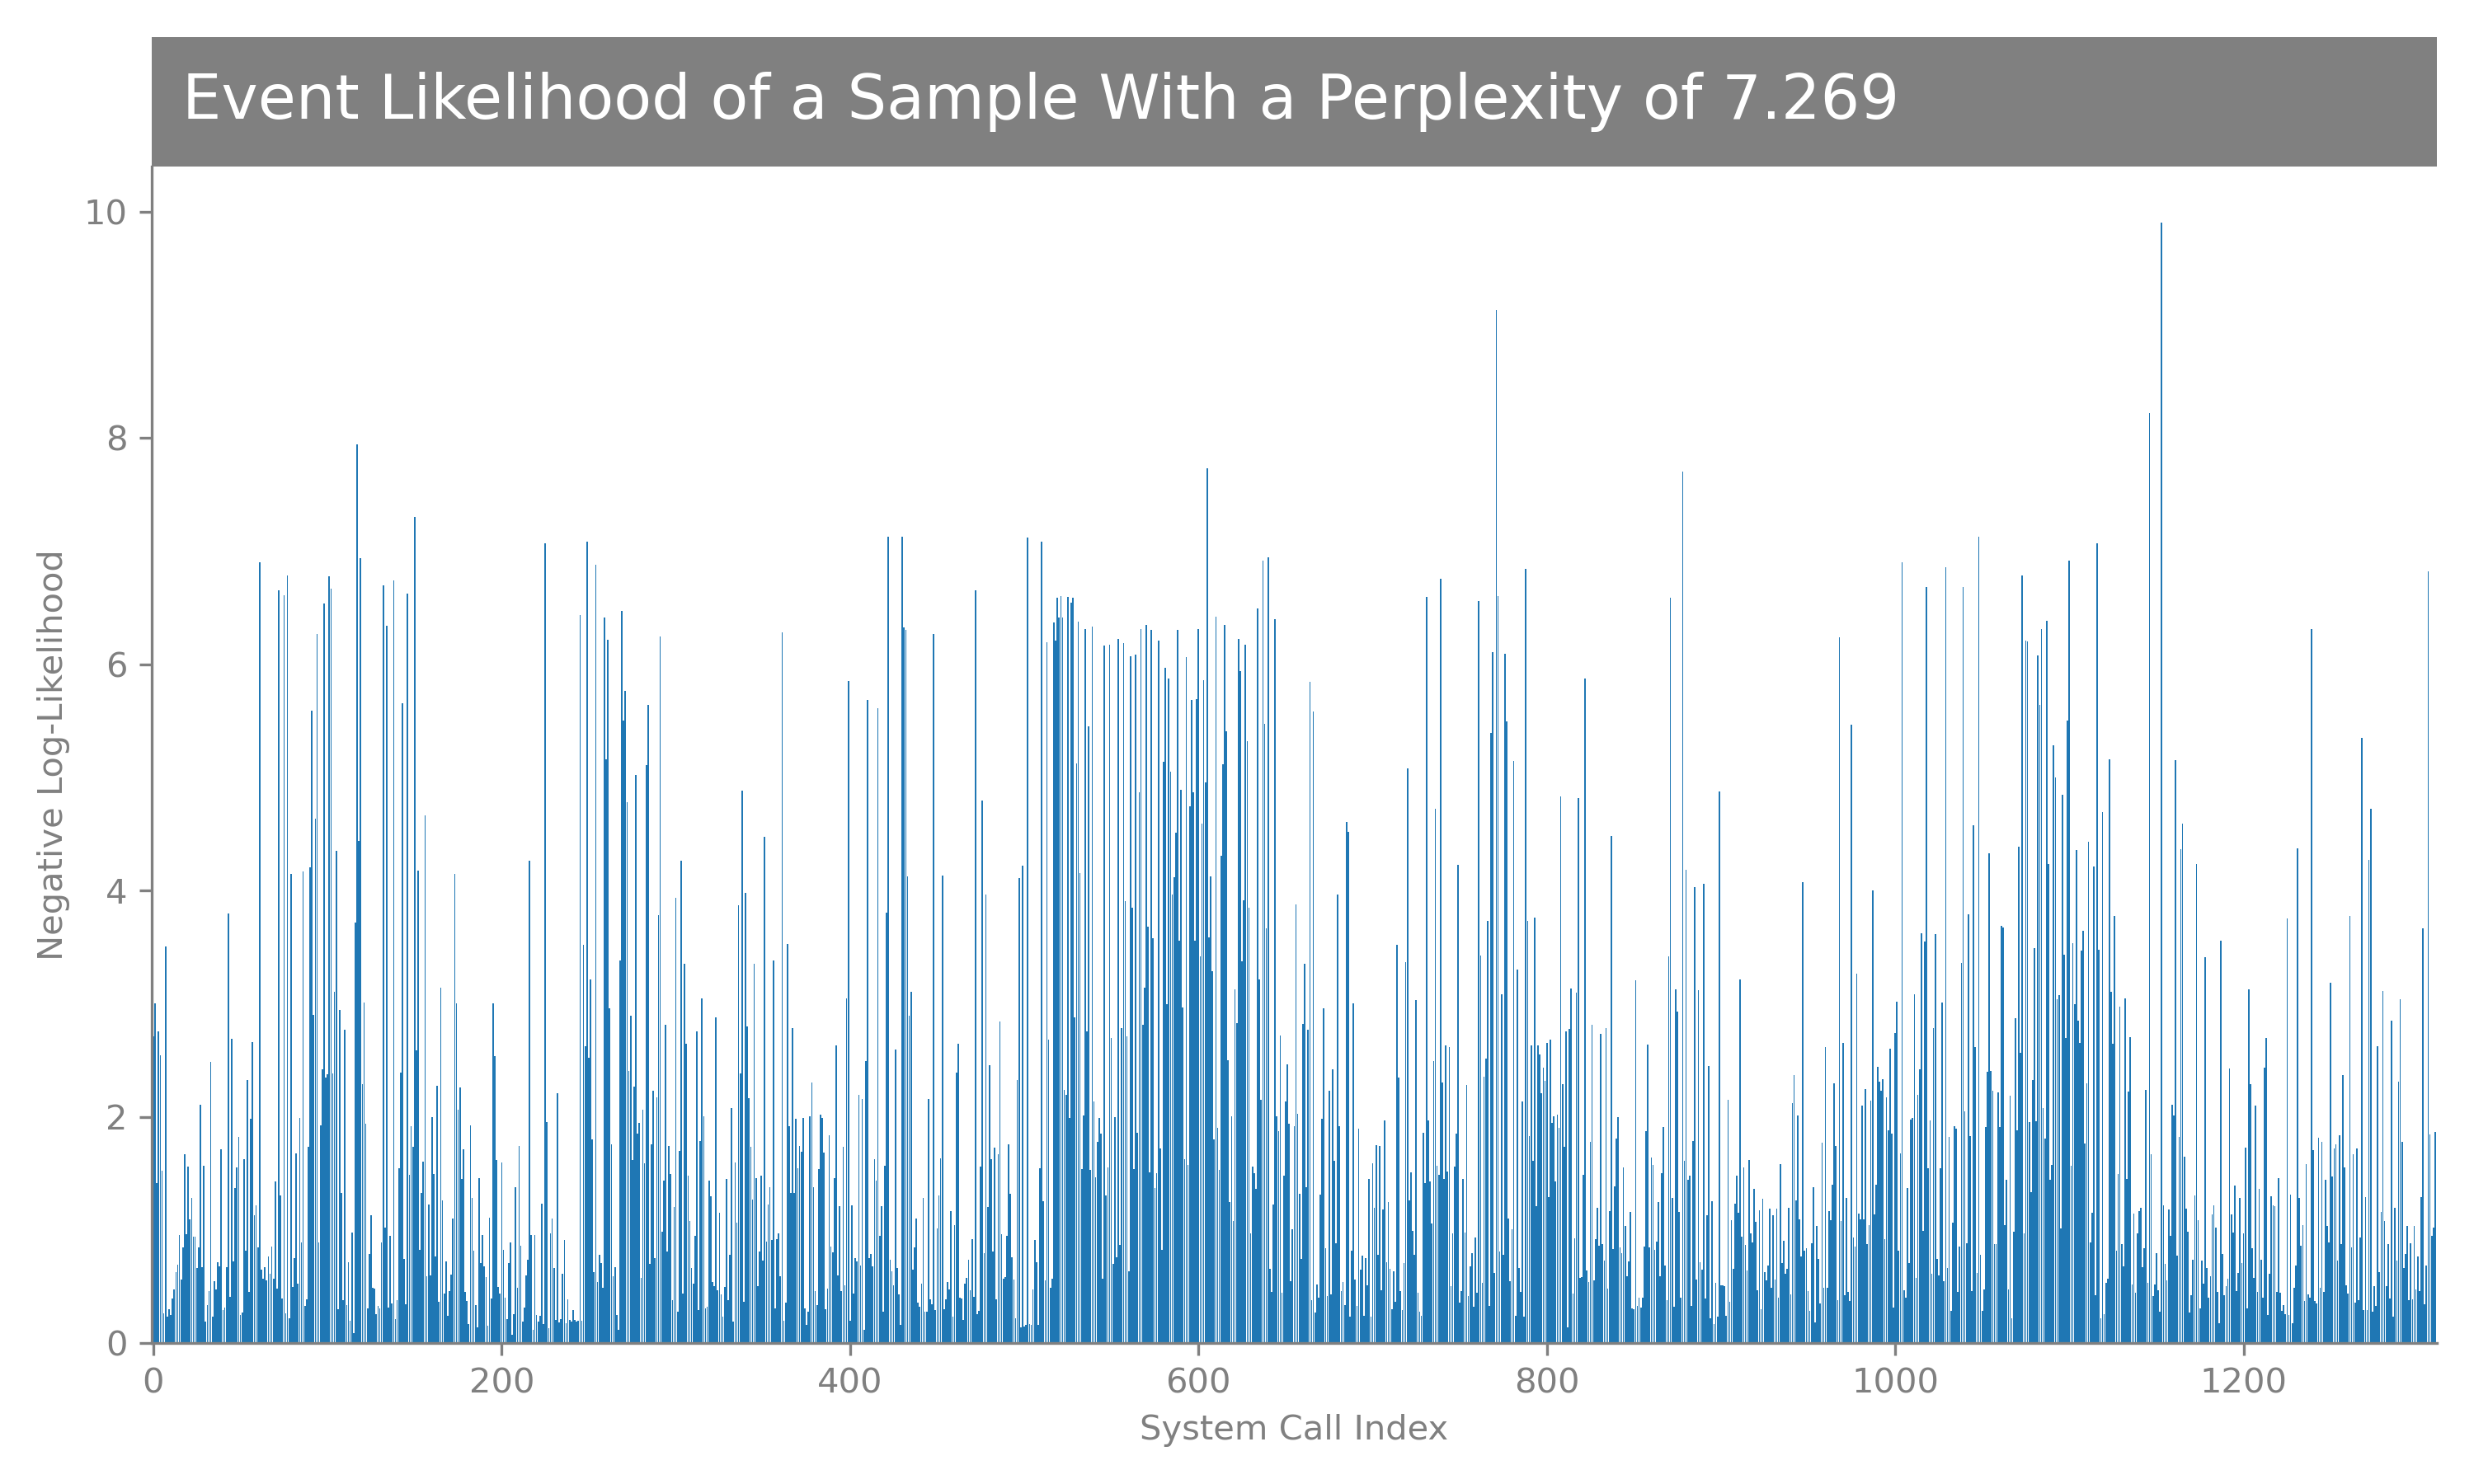 Event Likelihood of a Sample With a Perplexity of 7.269
10
8
6
4
2
0
Negative Log-Likelihood
0 200 400 600 800 1000 1200
System Call Index